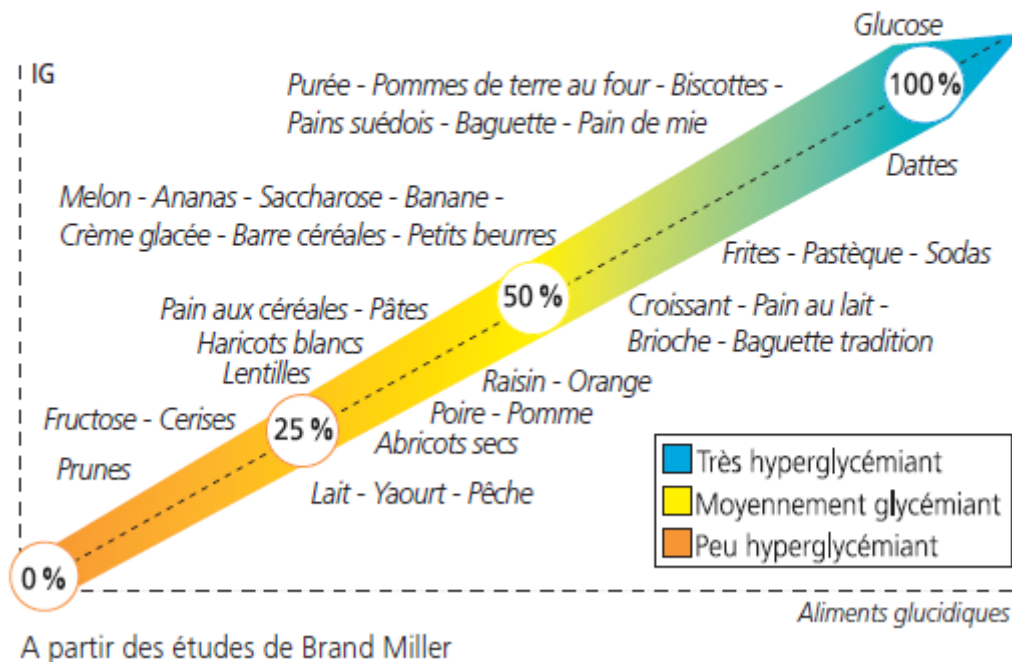 Glucose
IG
100 %
Purée - Pommes de terre au four - Biscottes -
Pains suédois - Baguette - Pain de mie
Dattes
Melon - Ananas - Saccharose - Banane -
Crème glacée - Barre céréales - Petits beurres
Frites - Pastèque - Sodas
50 %
Pain aux céréales - Pâtes
Haricots blancs
Lentilles
Croissant - Pain au lait -
Brioche - Baguette tradition
Raisin - Orange
Poire - Pomme
Abricots secs
Fructose - Cerises
25 %
Prunes
Lait - Yaourt - Pêche
Très hyperglycémiant
Moyennement glycémiant
Peu hyperglycémiant
0 %
Aliments glucidiques
A partir des études de Brand Miller